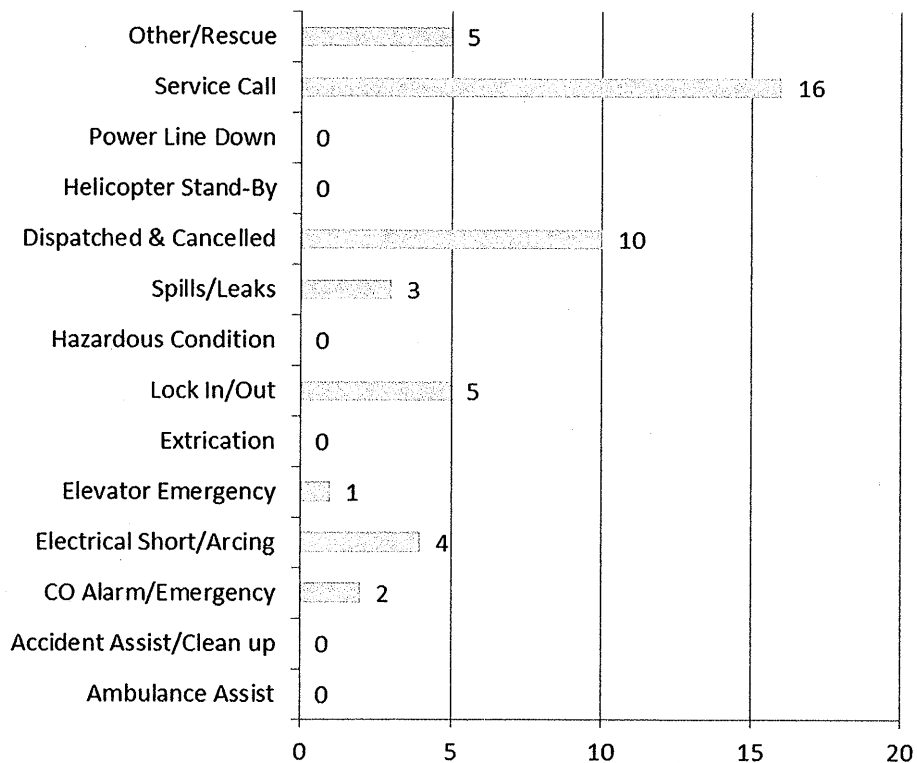 Other/Rescue 5
Service Call 16
Power Line Down 0
Helicopter Stand-By 0
Dispatched & Cancelled 10
Spills/Leaks 3
Hazardous Condition 0
Lock In/Out 5
Extrication 0
Elevator Emergency 1
Electrical Short/Arcing 4
CO Alarm/Emergency 2
Accident Assist/Clean up 0
Ambulance Assist 0
0 5 10 15 20